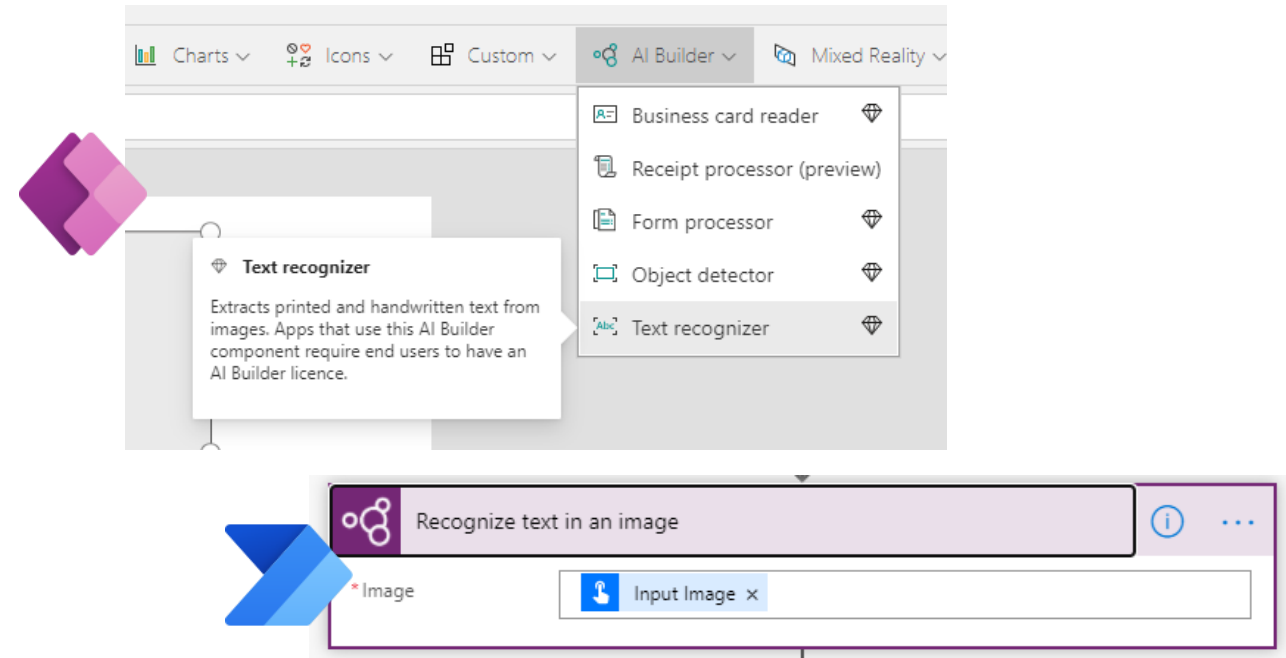 Charts Icons Custom AI Builder Mixed Reality
Business card reader
Receipt processor (preview)
Form processor
Object detector
Text recognizer
Text recognizer
Extracts printed and handwritten text from
images. Apps that use this AI Builder
component require end users to have an
AI Builder licence.
Recognize text in an image
* Image
Input Image ×